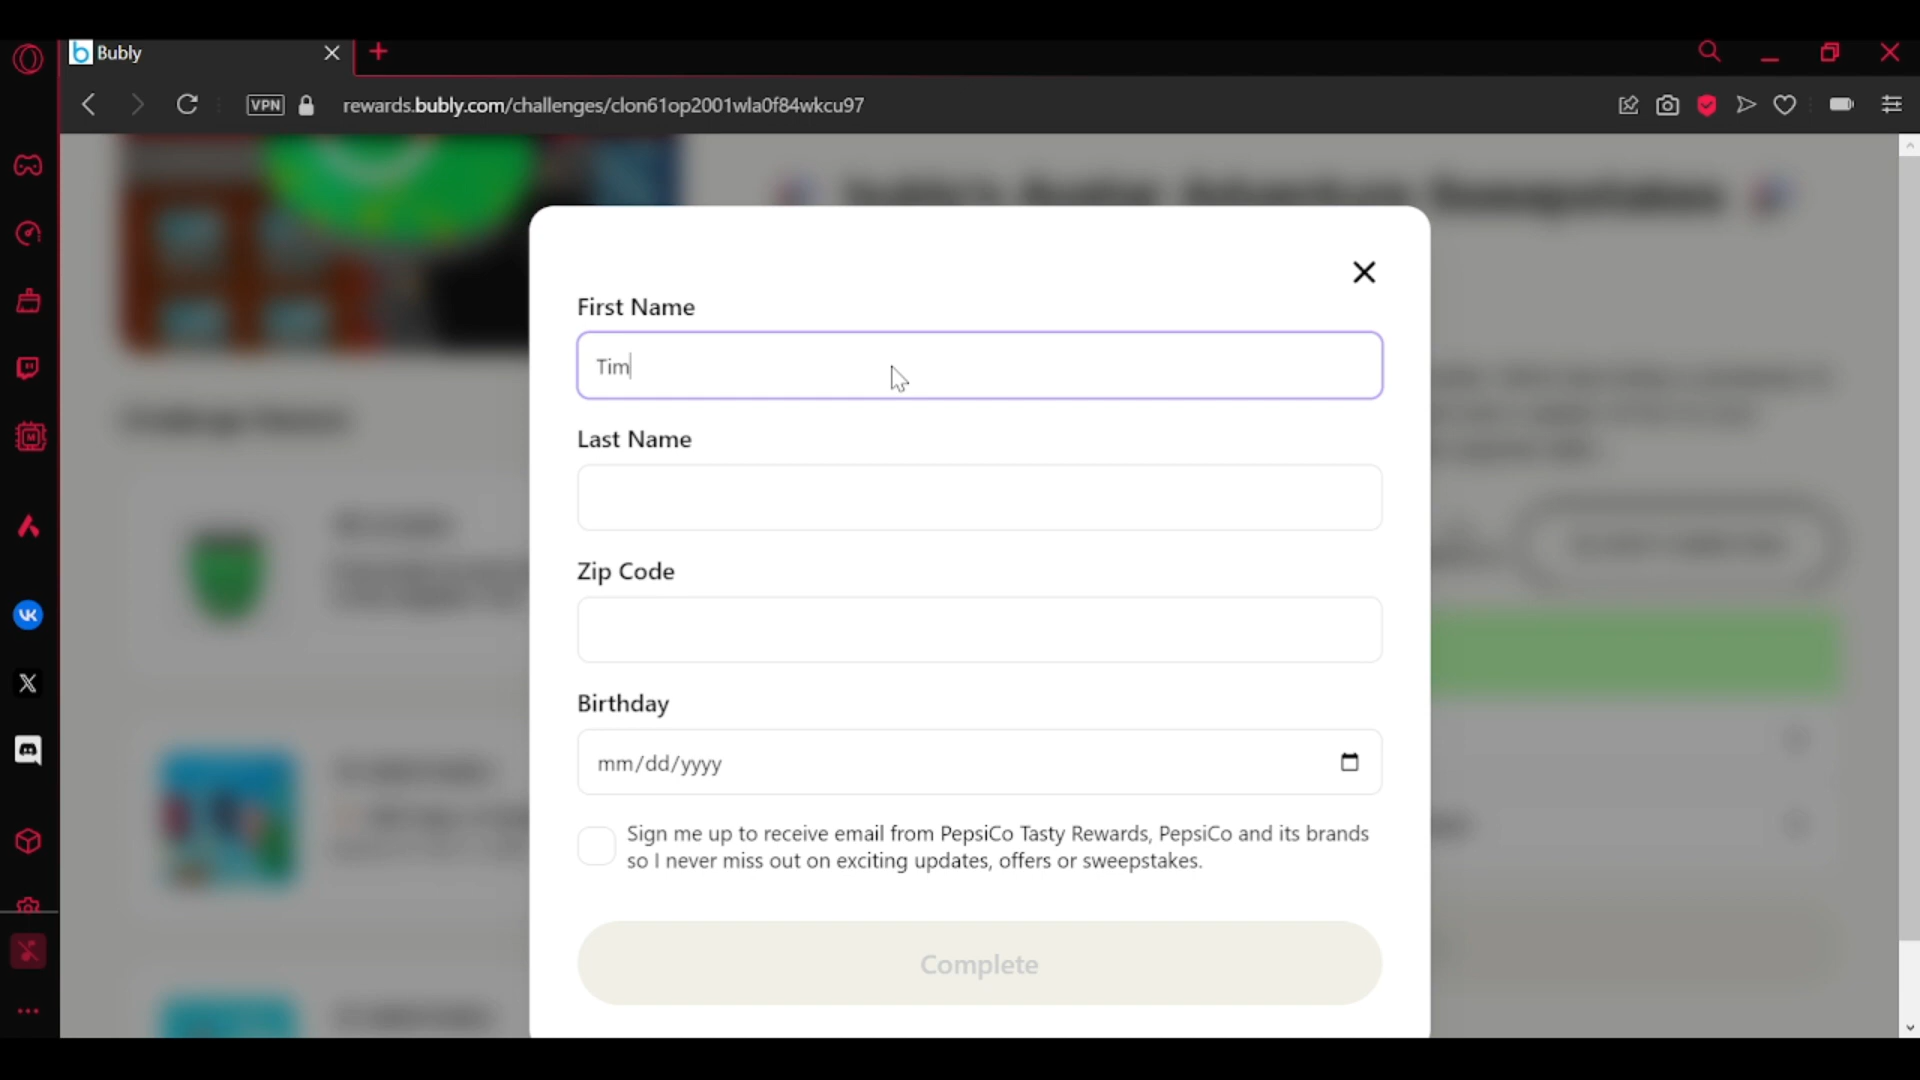 Bubly
VPN
rewards.bubly.com/challenges/clon61op2001wla0f84wkcu97
First Name
Tim
Last Name
Zip Code
Birthday
mm/dd/yyyy
Sign me up to receive email from PepsiCo Tasty Rewards, PepsiCo and its brands
so I never miss out on exciting updates, offers or sweepstakes.
Complete